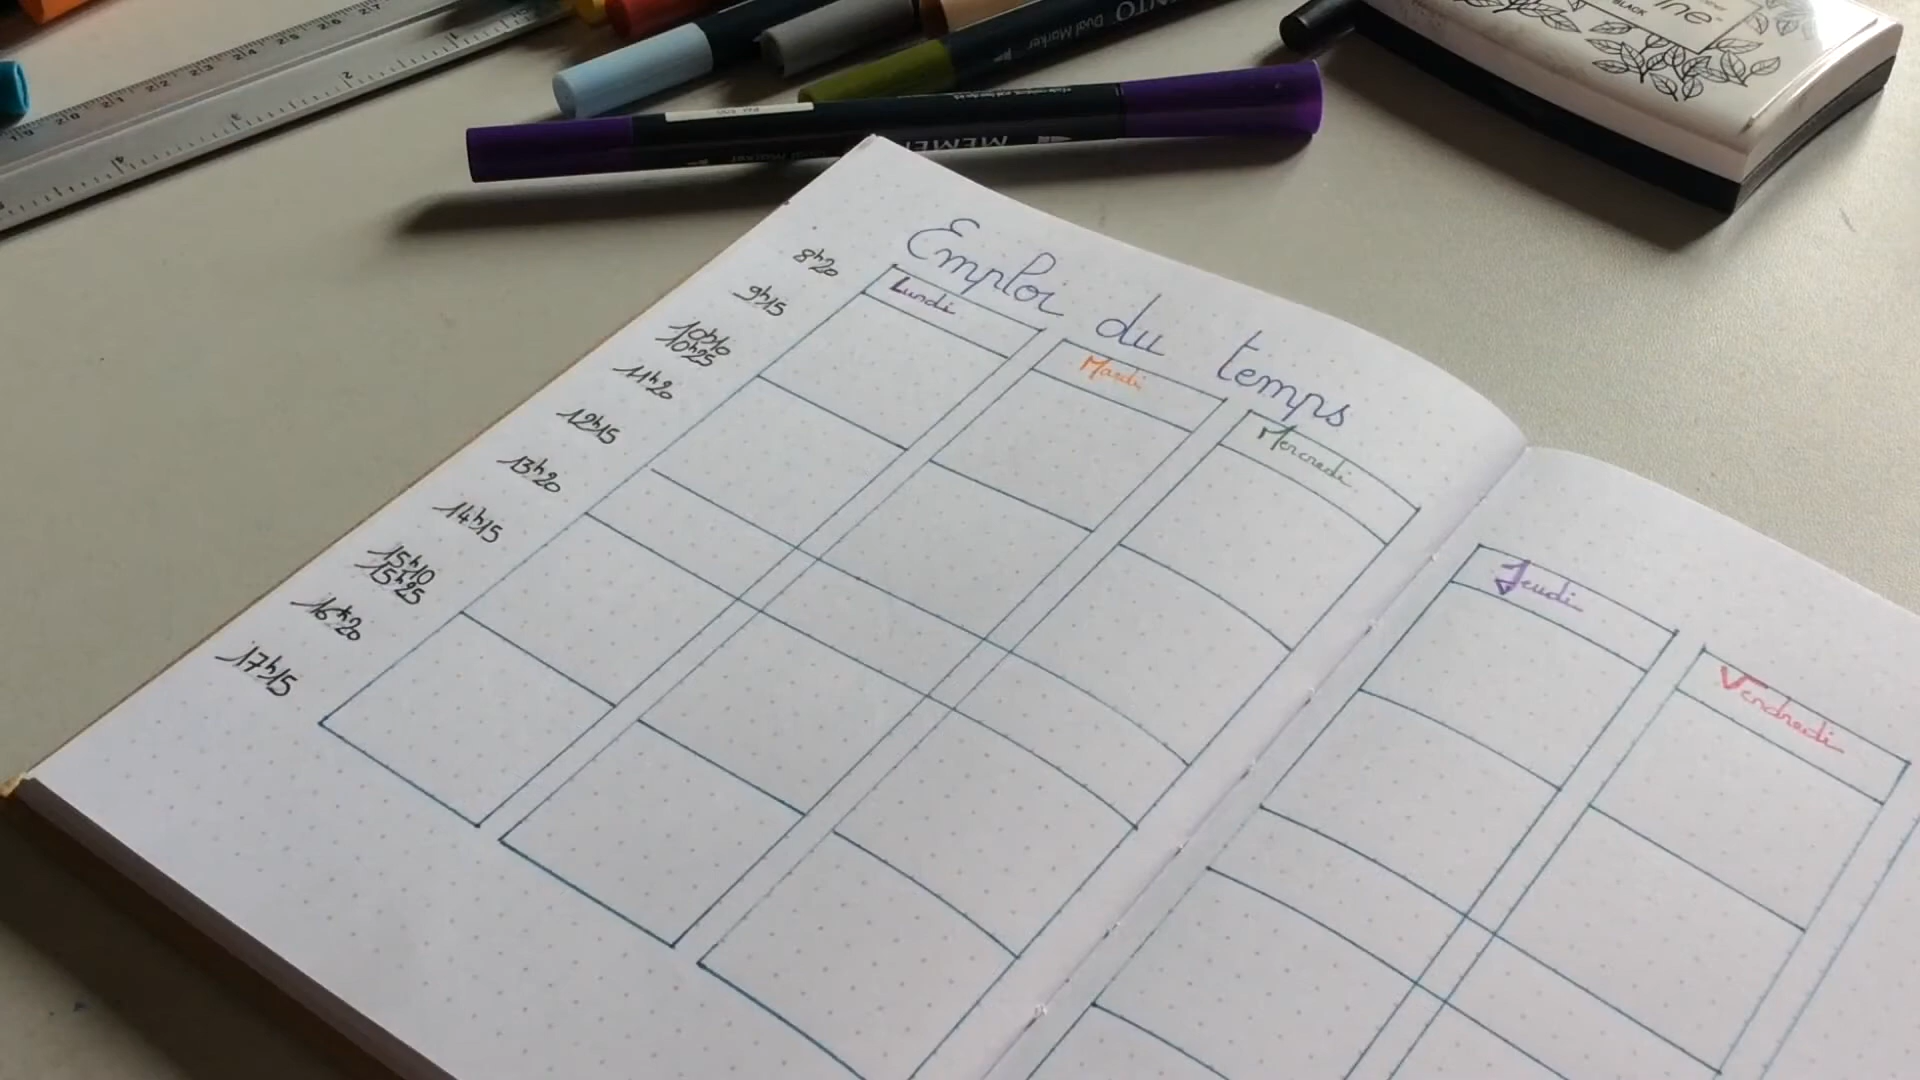 Emploi du temps
Lundi
Mardi
Mercredi
Jeudi
Vendredi
8h20
9h15
10h10
10h25
11h20
12h15
13h20
14h15
15h10
15h25
16h20
17h15
Dual Marker
BLACK